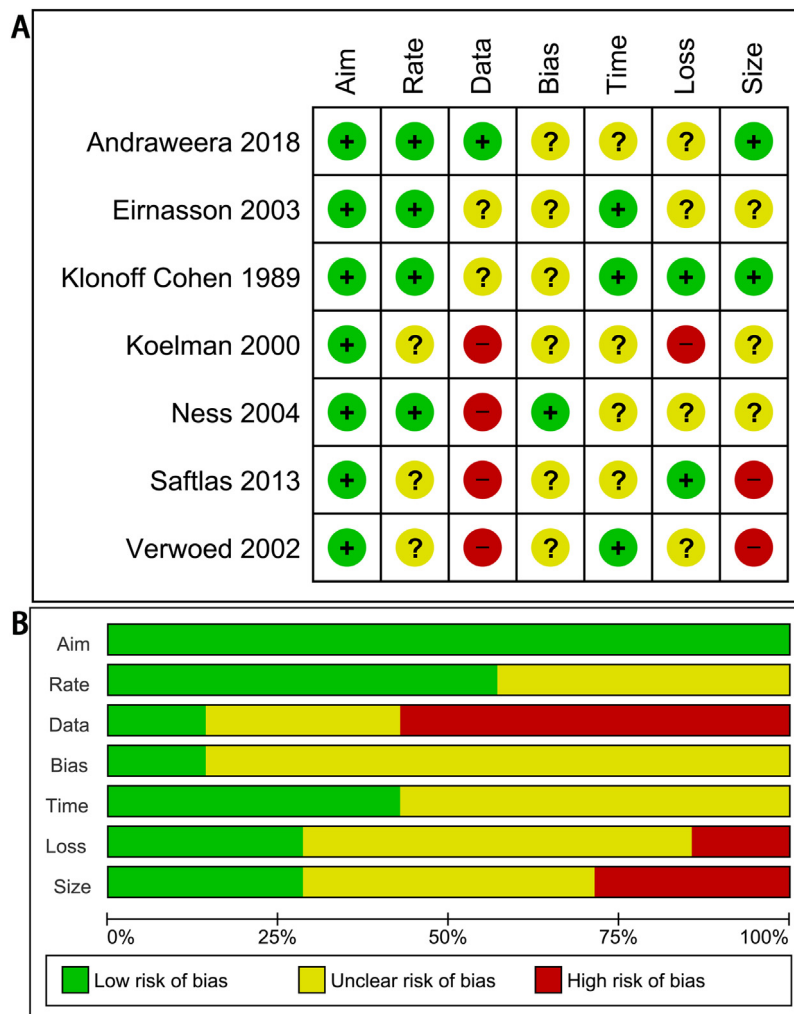 A
Aim Rate Data Bias Time Loss Size
Andraweera 2018 + + + ? ? ? +
Eirnasson 2003 + + ? ? + ? ?
Klonoff Cohen 1989 + + ? ? + + +
Koelman 2000 + ? − ? ? − ?
Ness 2004 + + − + ? ? ?
Saftlas 2013 + ? − ? ? + −
Verwoed 2002 + ? − ? + ? −
B
Aim
Rate
Data
Bias
Time
Loss
Size
0% 25% 50% 75% 100%
Low risk of bias Unclear risk of bias High risk of bias